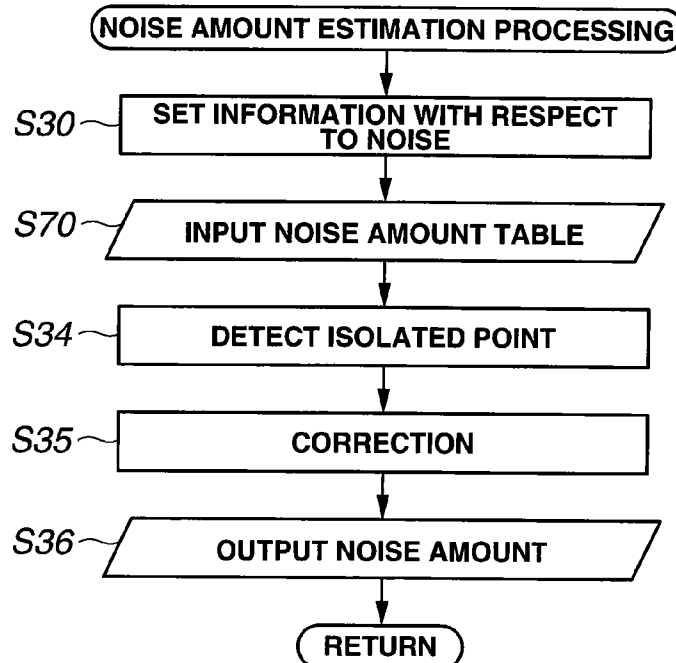 NOISE AMOUNT ESTIMATION PROCESSING
S30
SET INFORMATION WITH RESPECT
TO NOISE
S70
INPUT NOISE AMOUNT TABLE
S34
DETECT ISOLATED POINT
S35
CORRECTION
S36
OUTPUT NOISE AMOUNT
RETURN